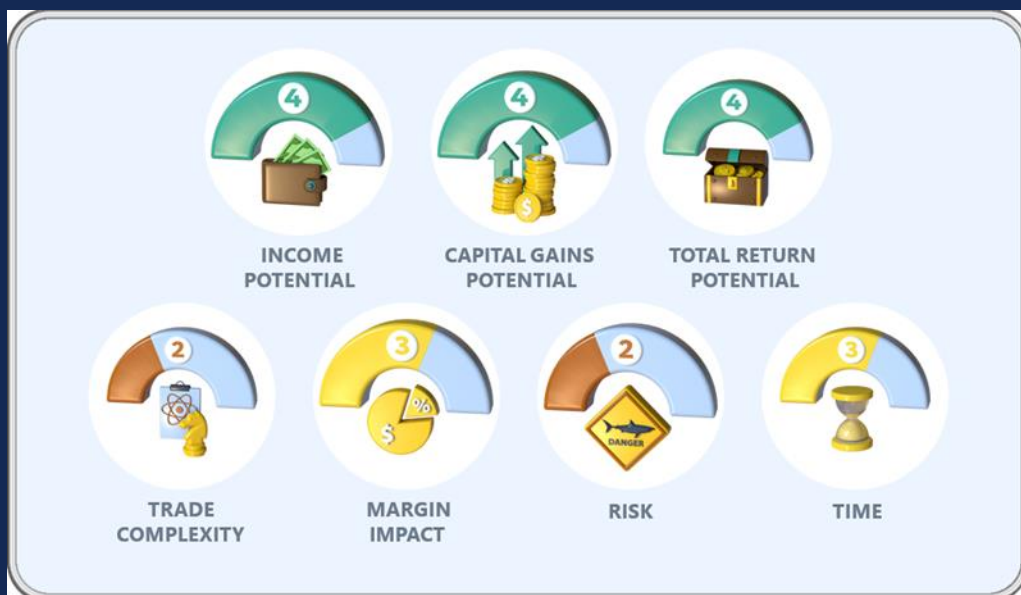 4
4
4
INCOME
POTENTIAL
CAPITAL GAINS
POTENTIAL
TOTAL RETURN
POTENTIAL
2
3
2
3
%
$
$
DANGER
TRADE
COMPLEXITY
MARGIN
IMPACT
RISK
TIME